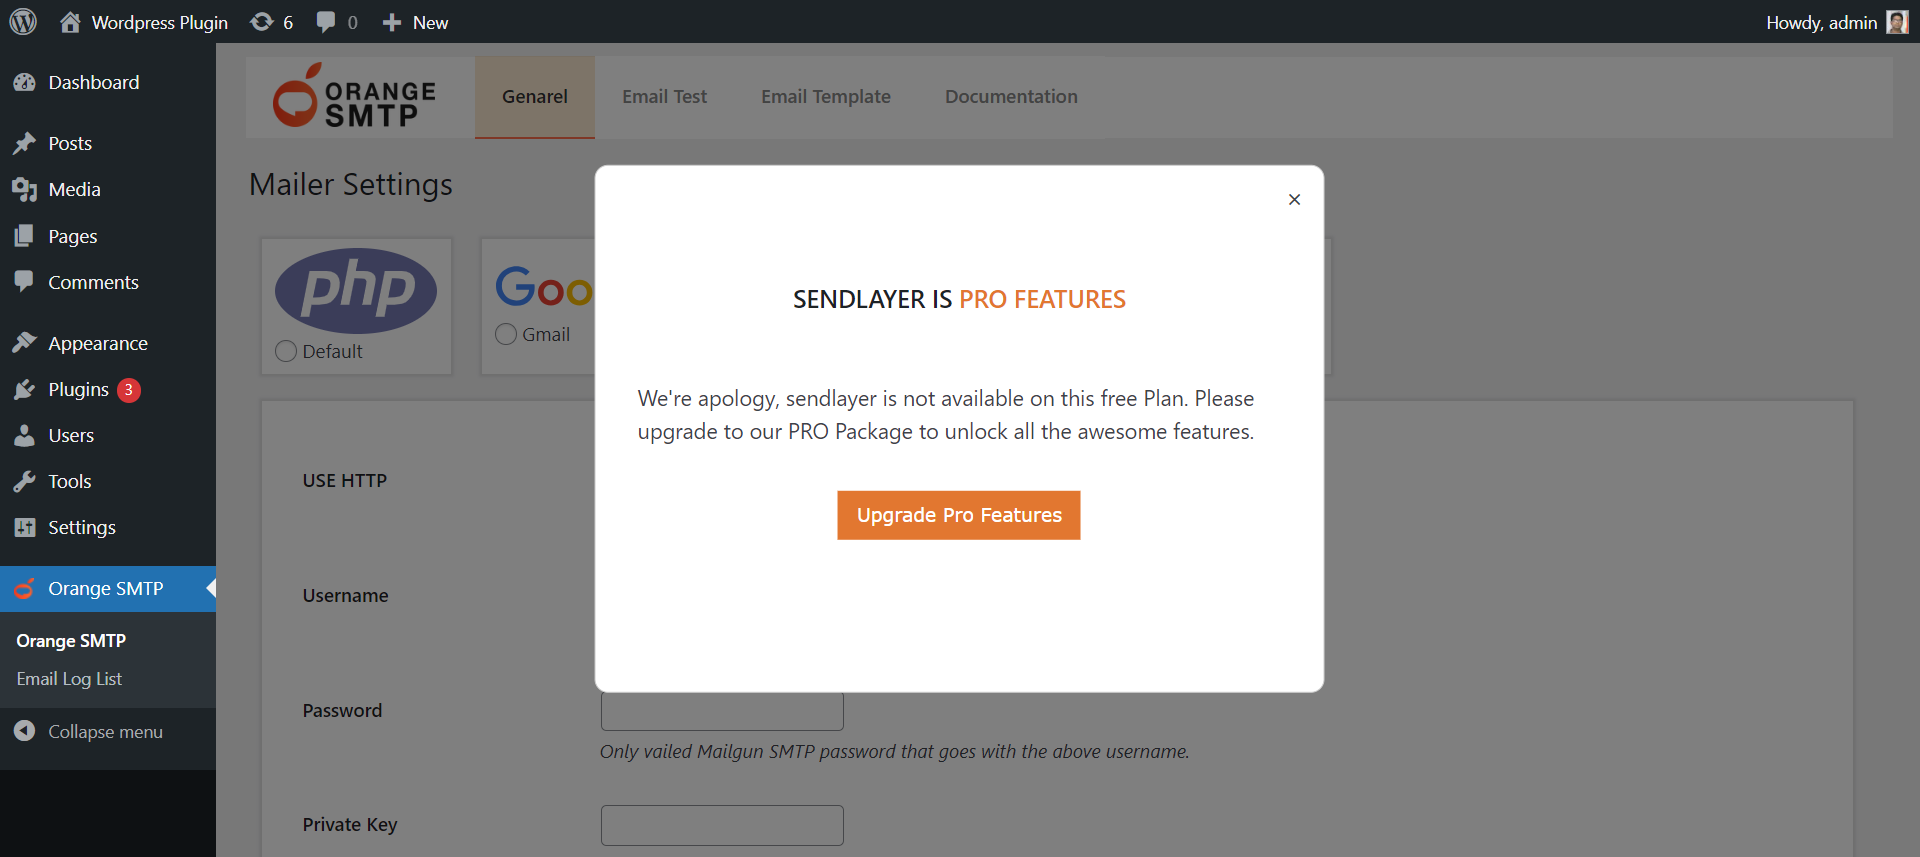 Wordpress Plugin 6 0 New Howdy, admin
Dashboard
Posts
Media
Pages
Comments
Appearance
Plugins 3
Users
Tools
Settings
Orange SMTP
Orange SMTP
Email Log List
Collapse menu
ORANGE
SMTP
Genarel Email Test Email Template Documentation
Mailer Settings
php
Default
Goo
Gmail
USE HTTP
Username
Password
Only vailed Mailgun SMTP password that goes with the above username.
Private Key
×
SENDLAYER IS PRO FEATURES
We're apology, sendlayer is not available on this free Plan. Please
upgrade to our PRO Package to unlock all the awesome features.
Upgrade Pro Features